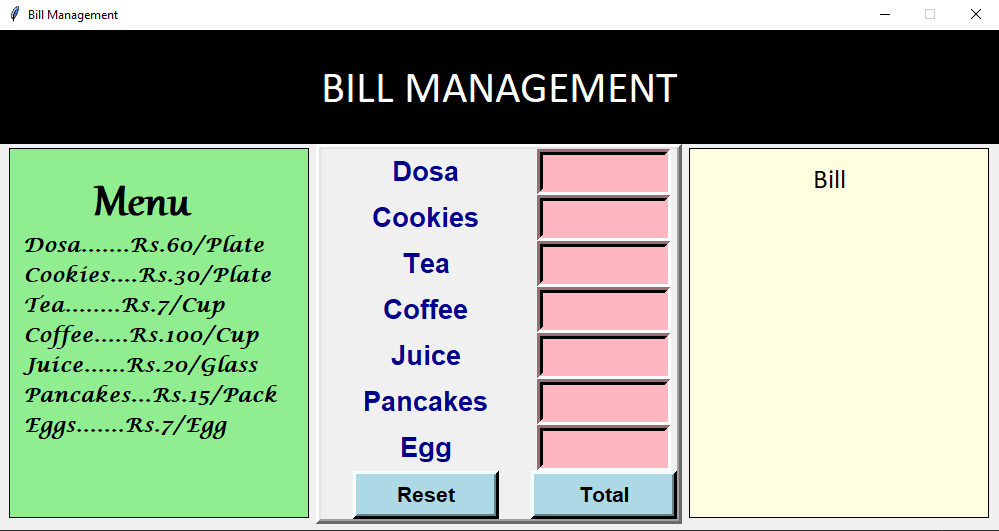 Bill Management
BILL MANAGEMENT
Menu
Dosa.......Rs.60/Plate
Cookies....Rs.30/Plate
Tea........Rs.7/Cup
Coffee.....Rs.100/Cup
Juice......Rs.20/Glass
Pancakes...Rs.15/Pack
Eggs.......Rs.7/Egg
Dosa
Cookies
Tea
Coffee
Juice
Pancakes
Egg
Reset
Total
Bill